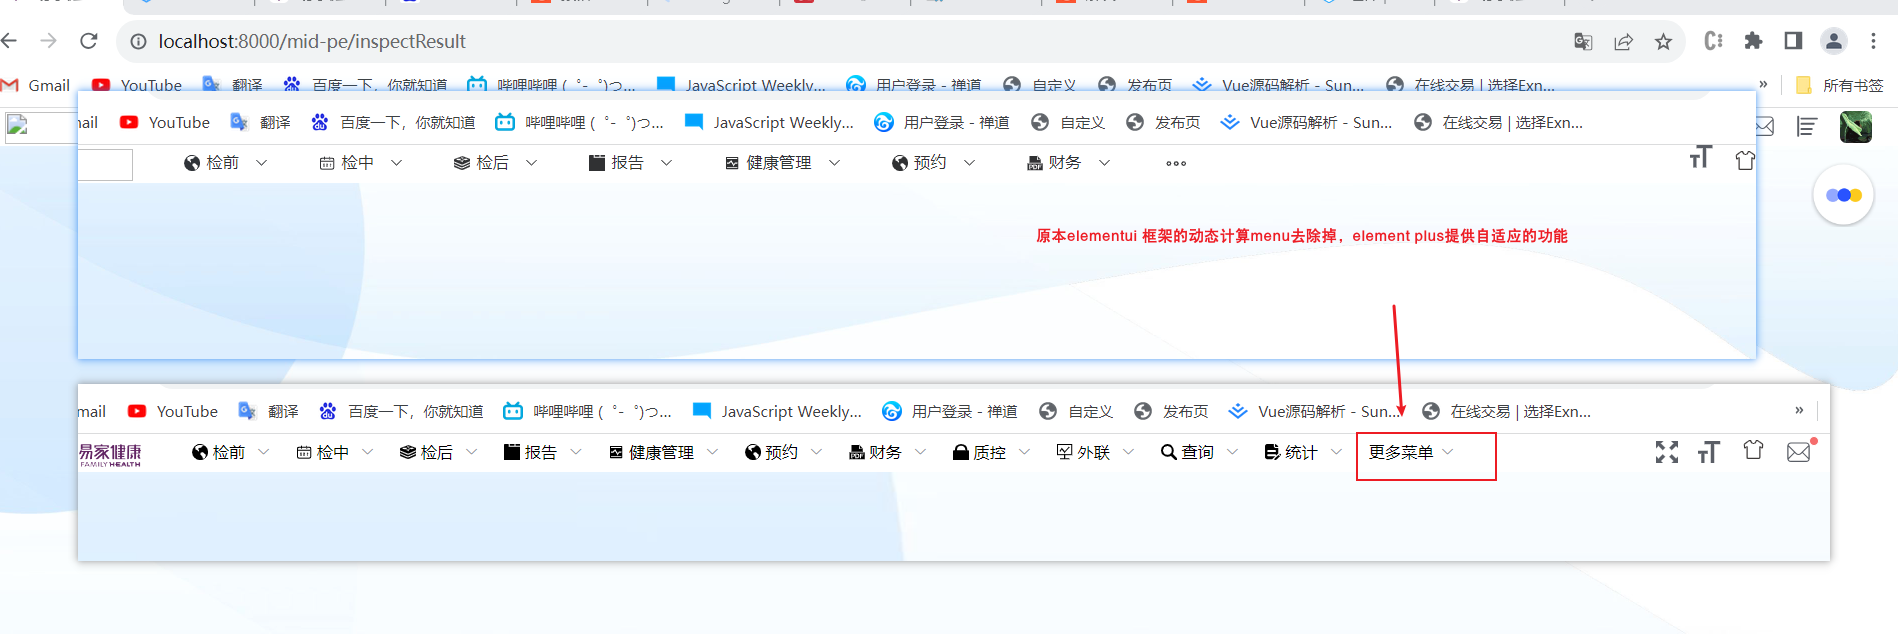 localhost:8000/mid-pe/inspectResult
Gmail YouTube 翻译 百度一下，你就知道 哔哩哔哩 (゜-゜)つ... JavaScript Weekly... 用户登录 - 禅道 自定义 发布页 Vue源码解析 - Sun... 在线交易 | 选择Exn... » 所有书签
nail YouTube 翻译 百度一下，你就知道 哔哩哔哩 (゜-゜)つ... JavaScript Weekly... 用户登录 - 禅道 自定义 发布页 Vue源码解析 - Sun... 在线交易 | 选择Exn...
检前 检中 检后 报告 健康管理 预约 财务
原本elementui 框架的动态计算menu去除掉，element plus提供自适应的功能
mail YouTube 翻译 百度一下，你就知道 哔哩哔哩 (゜-゜)つ... JavaScript Weekly... 用户登录 - 禅道 自定义 发布页 Vue源码解析 - Sun... 在线交易 | 选择Exn... »
易家健康 检前 检中 检后 报告 健康管理 预约 财务 质控 外联 查询 统计 更多菜单
FAMILY HEALTH